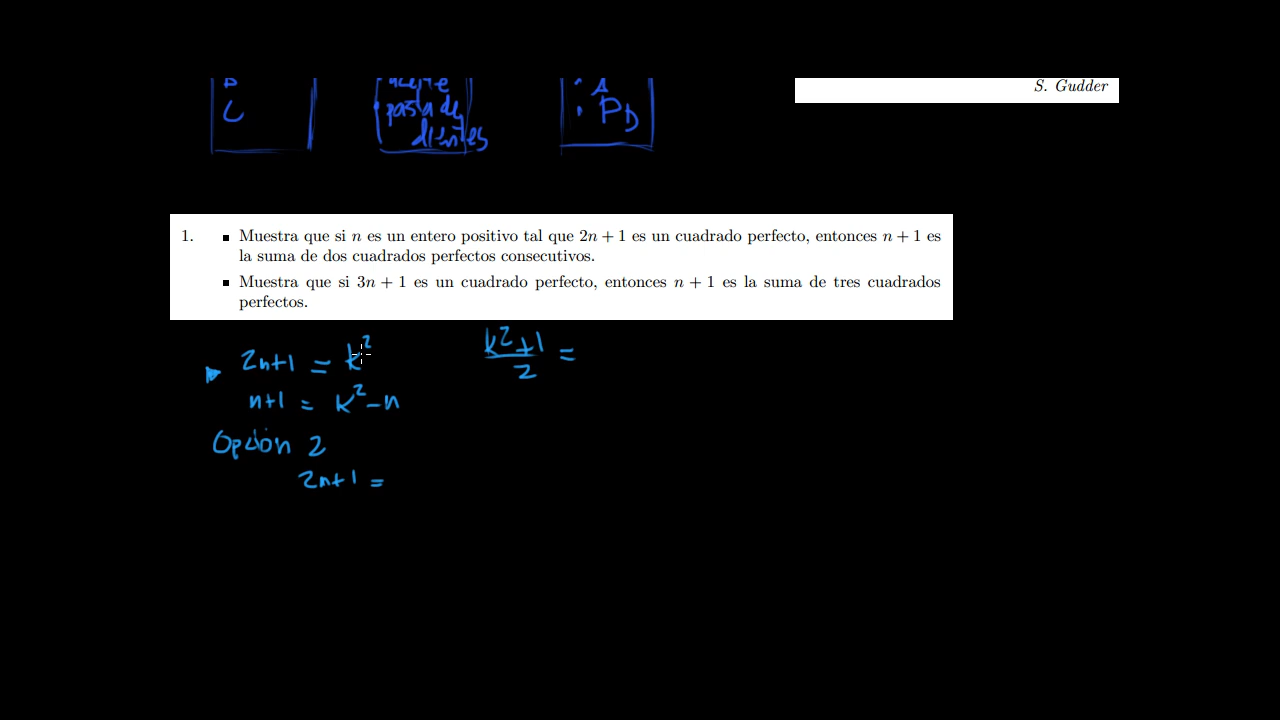 C
aceite
pasta de
dientes
A
PD
S. Gudder
1. ▪ Muestra que si n es un entero positivo tal que 2n + 1 es un cuadrado perfecto, entonces n + 1 es
la suma de dos cuadrados perfectos consecutivos.
▪ Muestra que si 3n + 1 es un cuadrado perfecto, entonces n + 1 es la suma de tres cuadrados
perfectos.
2n+1 = k²
n+1 = k² - n
Opción 2
2n+1 =
(k²+1)/2 =